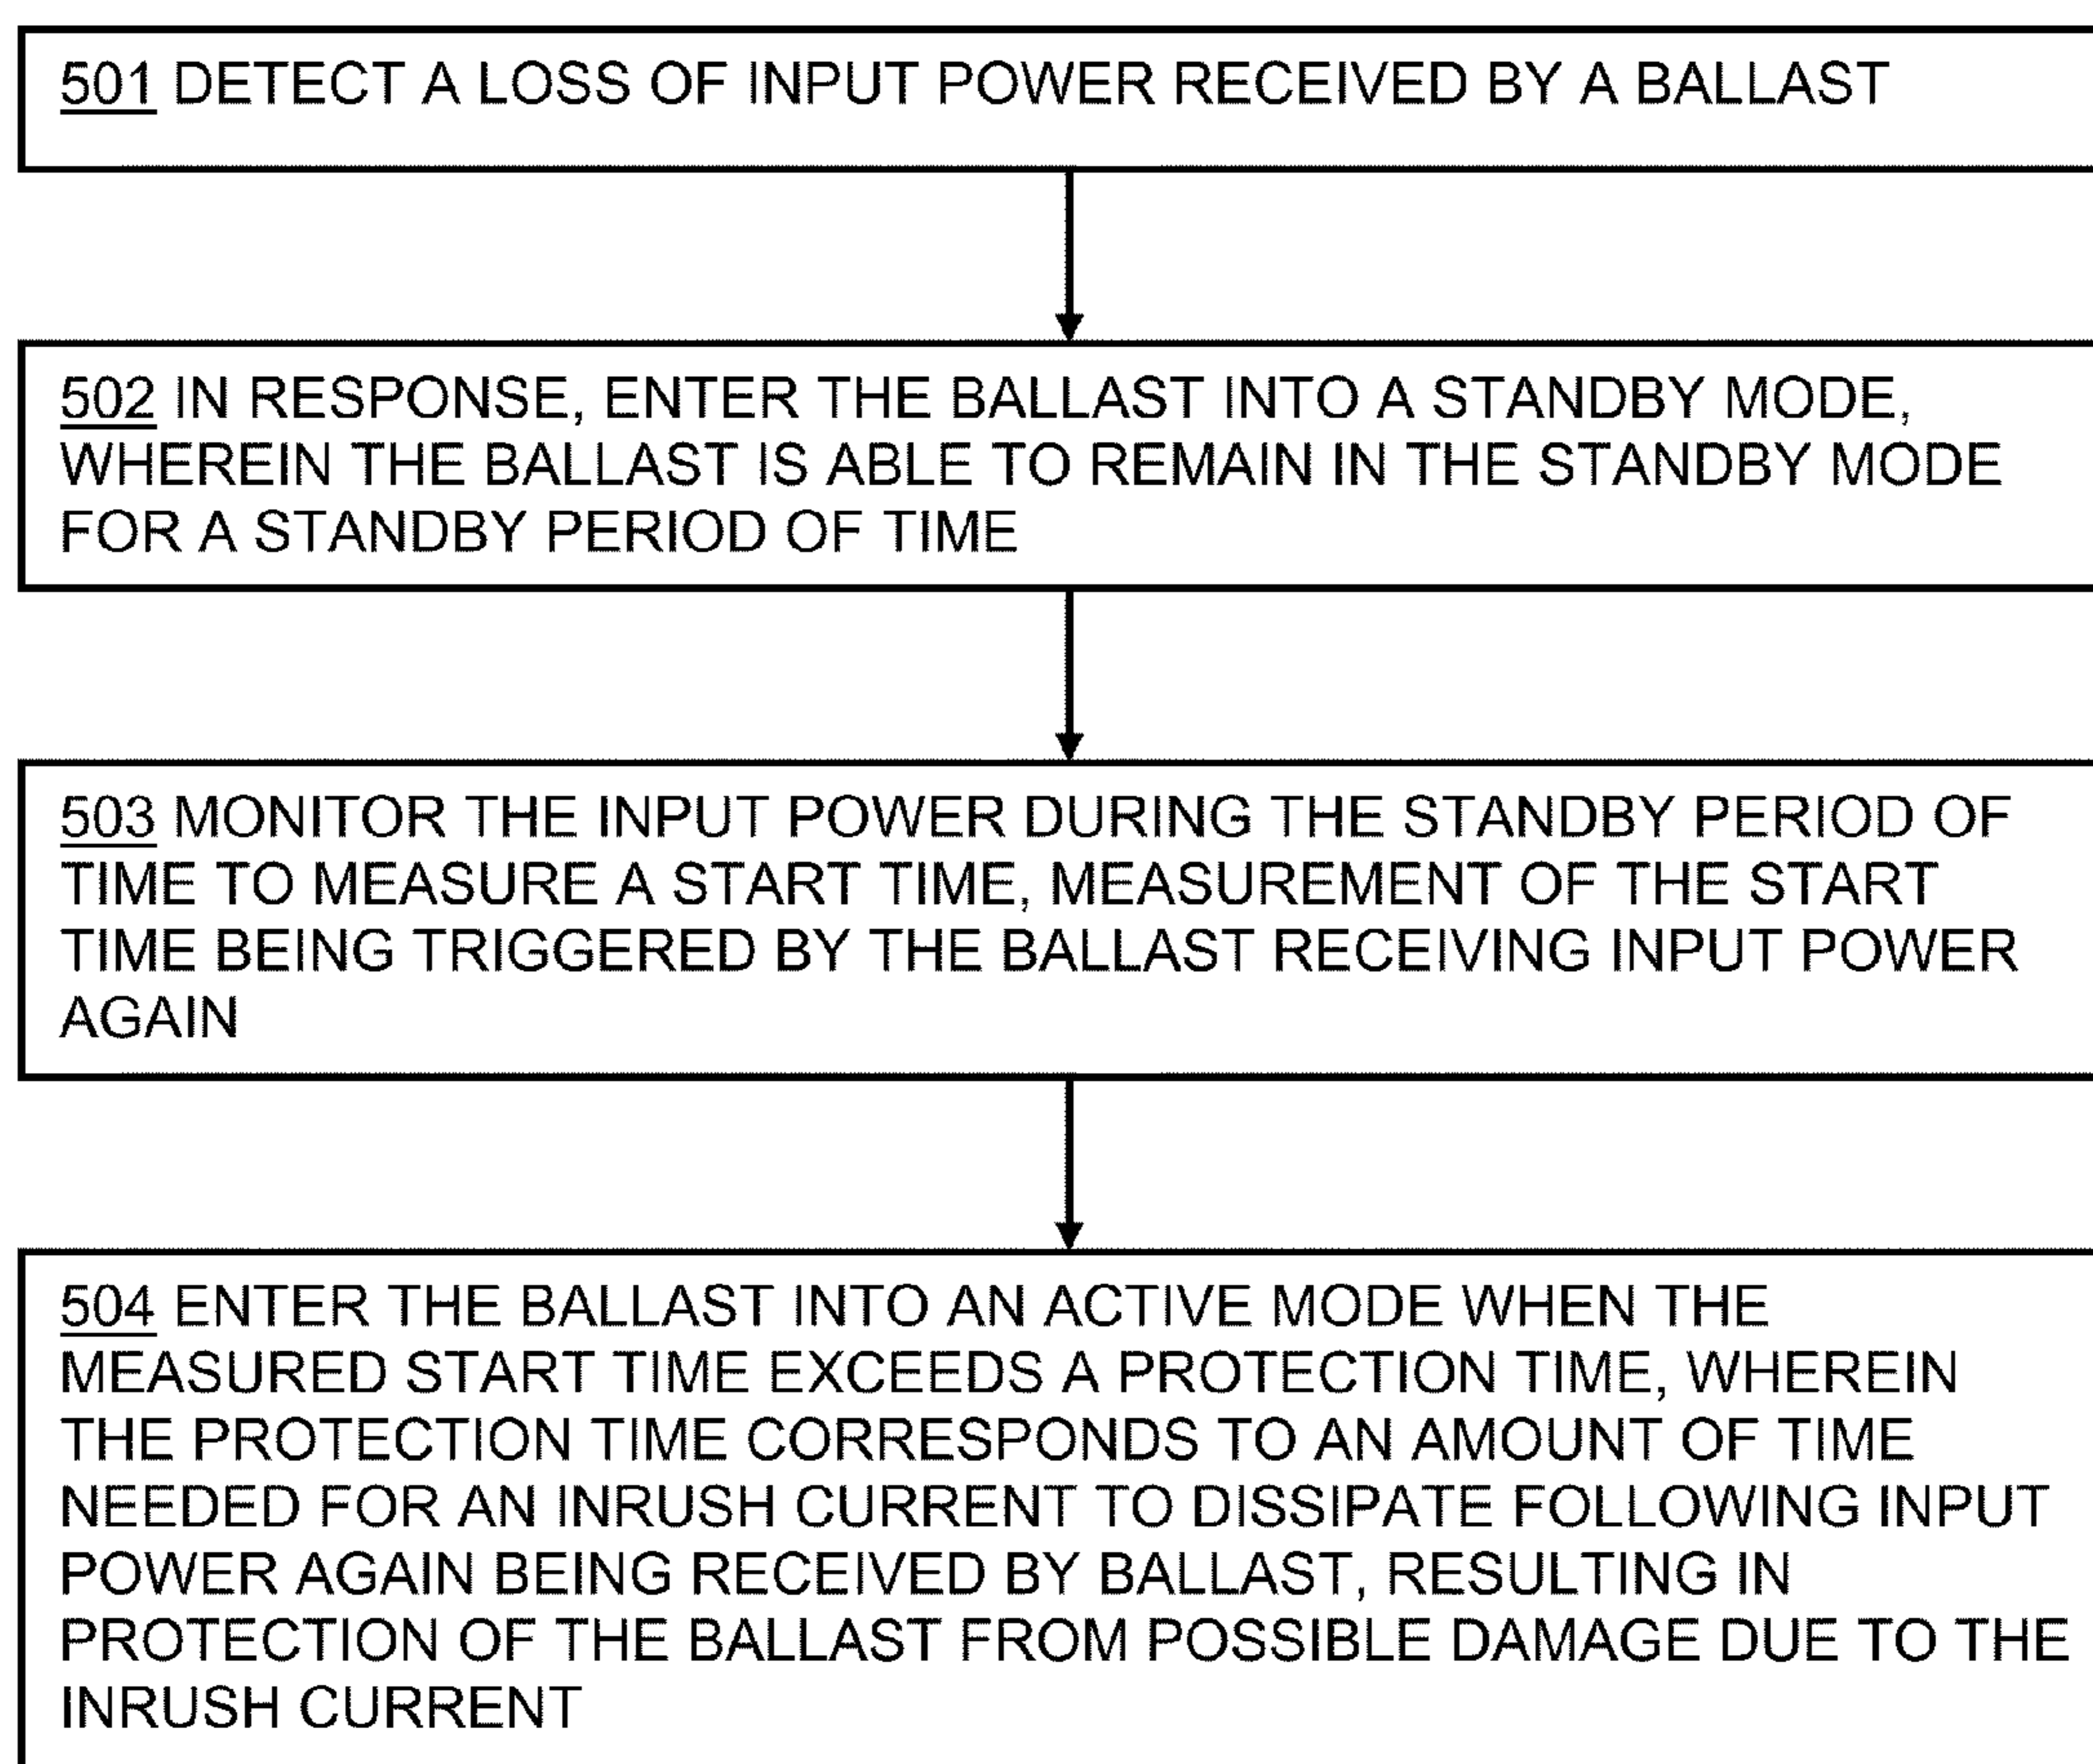 501 DETECT A LOSS OF INPUT POWER RECEIVED BY A BALLAST
502 IN RESPONSE, ENTER THE BALLAST INTO A STANDBY MODE,
WHEREIN THE BALLAST IS ABLE TO REMAIN IN THE STANDBY MODE
FOR A STANDBY PERIOD OF TIME
503 MONITOR THE INPUT POWER DURING THE STANDBY PERIOD OF
TIME TO MEASURE A START TIME, MEASUREMENT OF THE START
TIME BEING TRIGGERED BY THE BALLAST RECEIVING INPUT POWER
AGAIN
504 ENTER THE BALLAST INTO AN ACTIVE MODE WHEN THE
MEASURED START TIME EXCEEDS A PROTECTION TIME, WHEREIN
THE PROTECTION TIME CORRESPONDS TO AN AMOUNT OF TIME
NEEDED FOR AN INRUSH CURRENT TO DISSIPATE FOLLOWING INPUT
POWER AGAIN BEING RECEIVED BY BALLAST, RESULTING IN
PROTECTION OF THE BALLAST FROM POSSIBLE DAMAGE DUE TO THE
INRUSH CURRENT